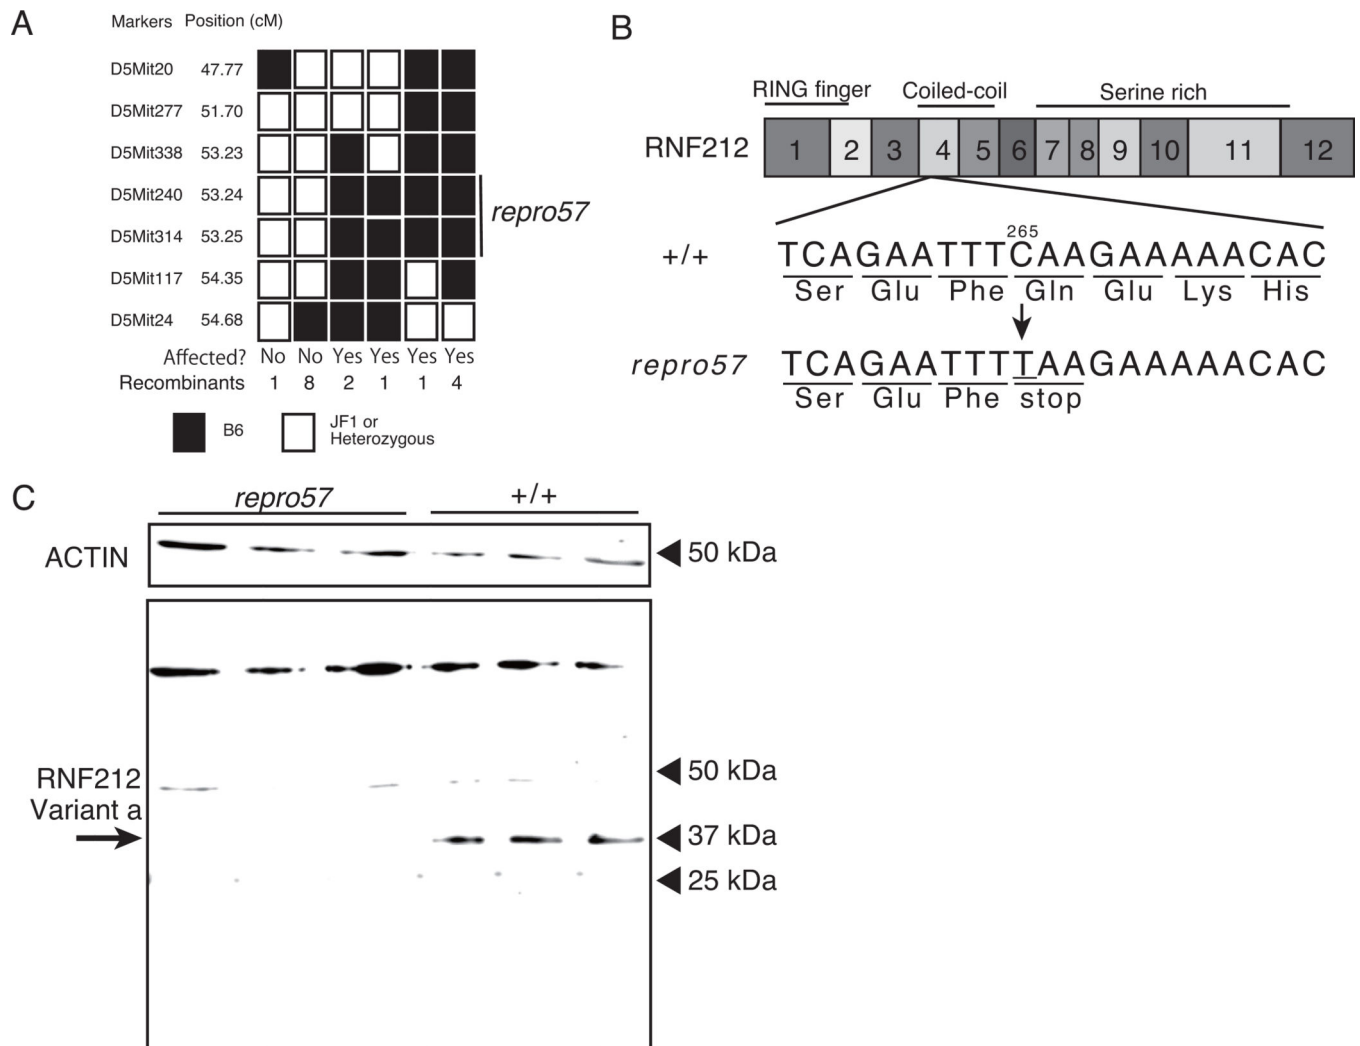 A
Markers Position (cM)
D5Mit20 47.77
D5Mit277 51.70
D5Mit338 53.23
D5Mit240 53.24
D5Mit314 53.25
repro57
D5Mit117 54.35
D5Mit24 54.68
Affected? No No Yes Yes Yes Yes
Recombinants 1 8 2 1 1 4
B6
JF1 or
Heterozygous
B
RING finger Coiled-coil Serine rich
RNF212 1 2 3 4 5 6 7 8 9 10 11 12
265
+/+ TCAGAATTTCAAGAAAAACAC
Ser Glu Phe Gln Glu Lys His
repro57 TCAGAATTTTAAGAAAAACAC
Ser Glu Phe stop
C
repro57 +/+
ACTIN 50 kDa
RNF212
Variant a
50 kDa
37 kDa
25 kDa